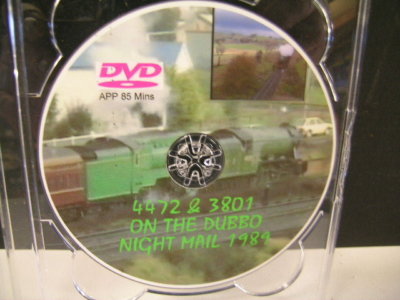 DVD
APP 85 Mins
4472 & 3801
ON THE DUBBO
NIGHT MAIL 1989